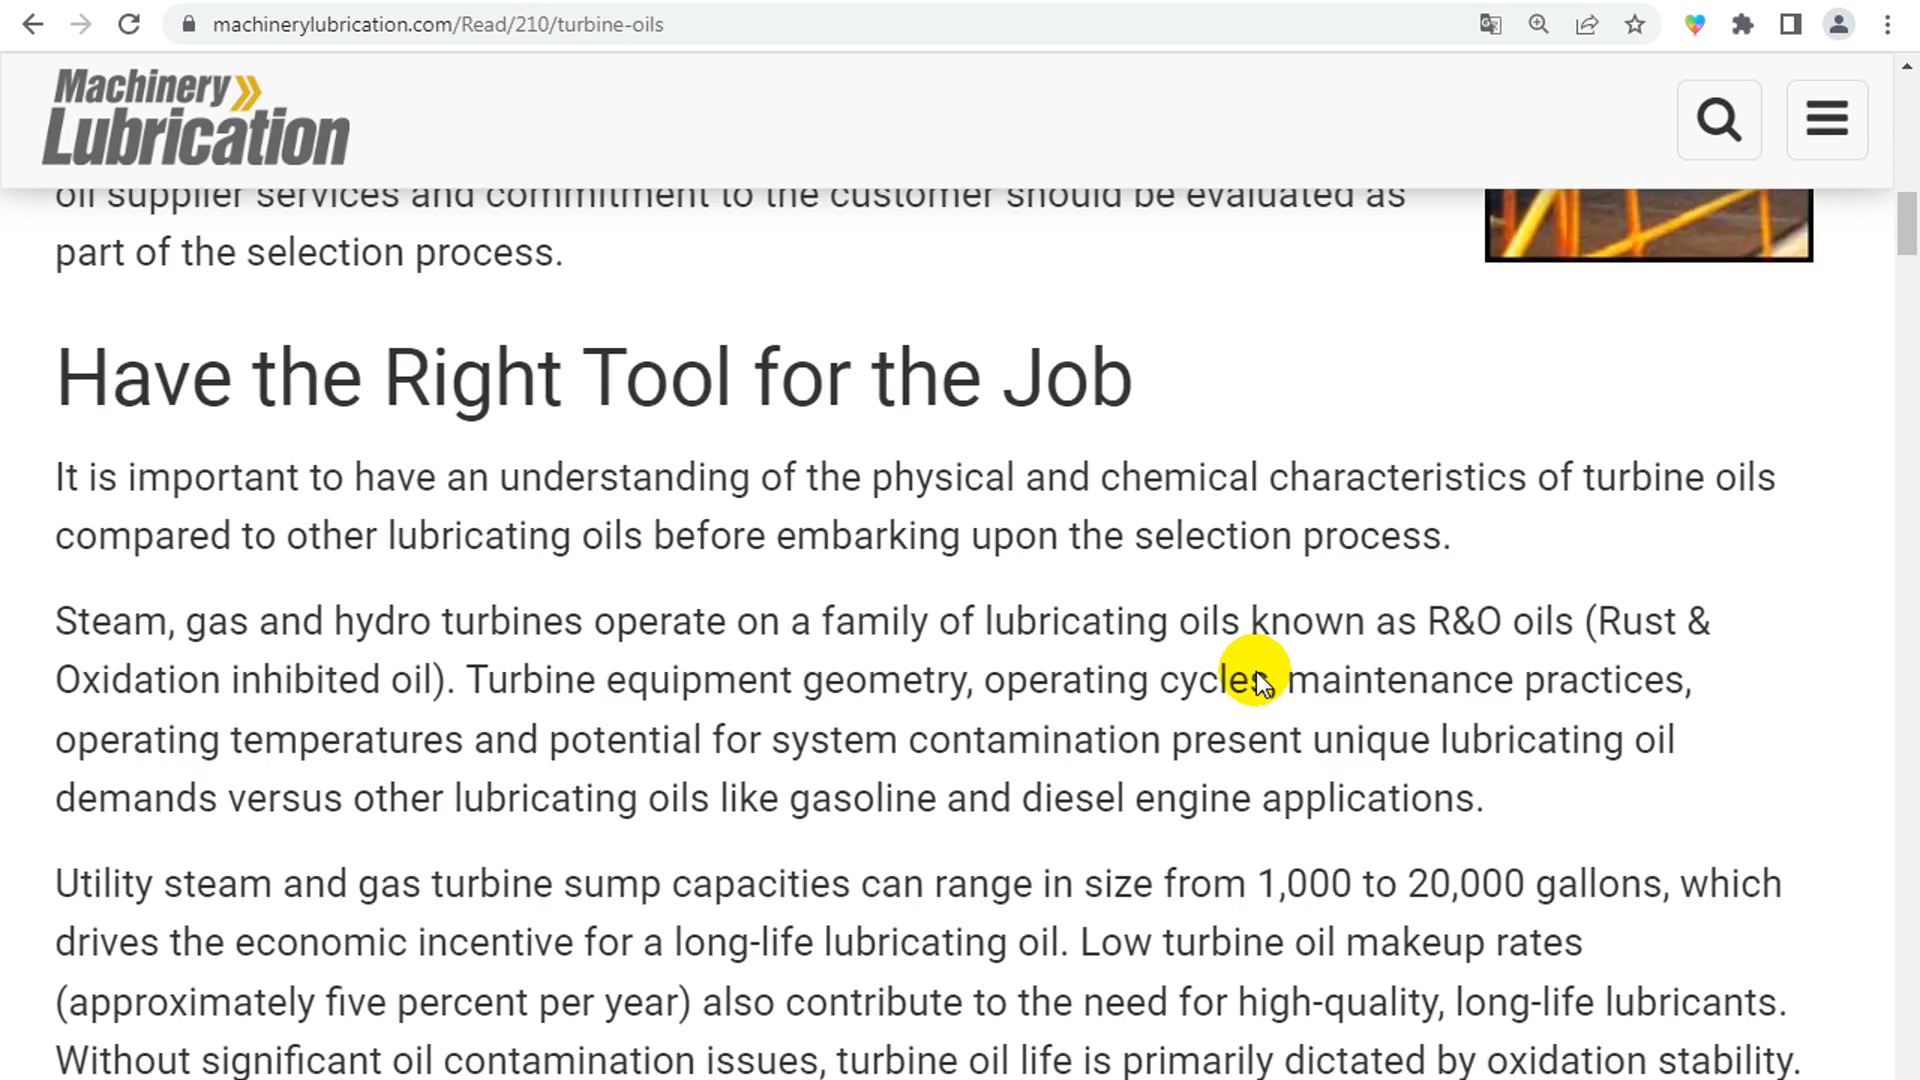 machinerylubrication.com/Read/210/turbine-oils
Machinery
Lubrication
oil supplier services and commitment to the customer should be evaluated as
part of the selection process.
Have the Right Tool for the Job
It is important to have an understanding of the physical and chemical characteristics of turbine oils
compared to other lubricating oils before embarking upon the selection process.
Steam, gas and hydro turbines operate on a family of lubricating oils known as R&O oils (Rust &
Oxidation inhibited oil). Turbine equipment geometry, operating cycles, maintenance practices,
operating temperatures and potential for system contamination present unique lubricating oil
demands versus other lubricating oils like gasoline and diesel engine applications.
Utility steam and gas turbine sump capacities can range in size from 1,000 to 20,000 gallons, which
drives the economic incentive for a long-life lubricating oil. Low turbine oil makeup rates
(approximately five percent per year) also contribute to the need for high-quality, long-life lubricants.
Without significant oil contamination issues, turbine oil life is primarily dictated by oxidation stability.